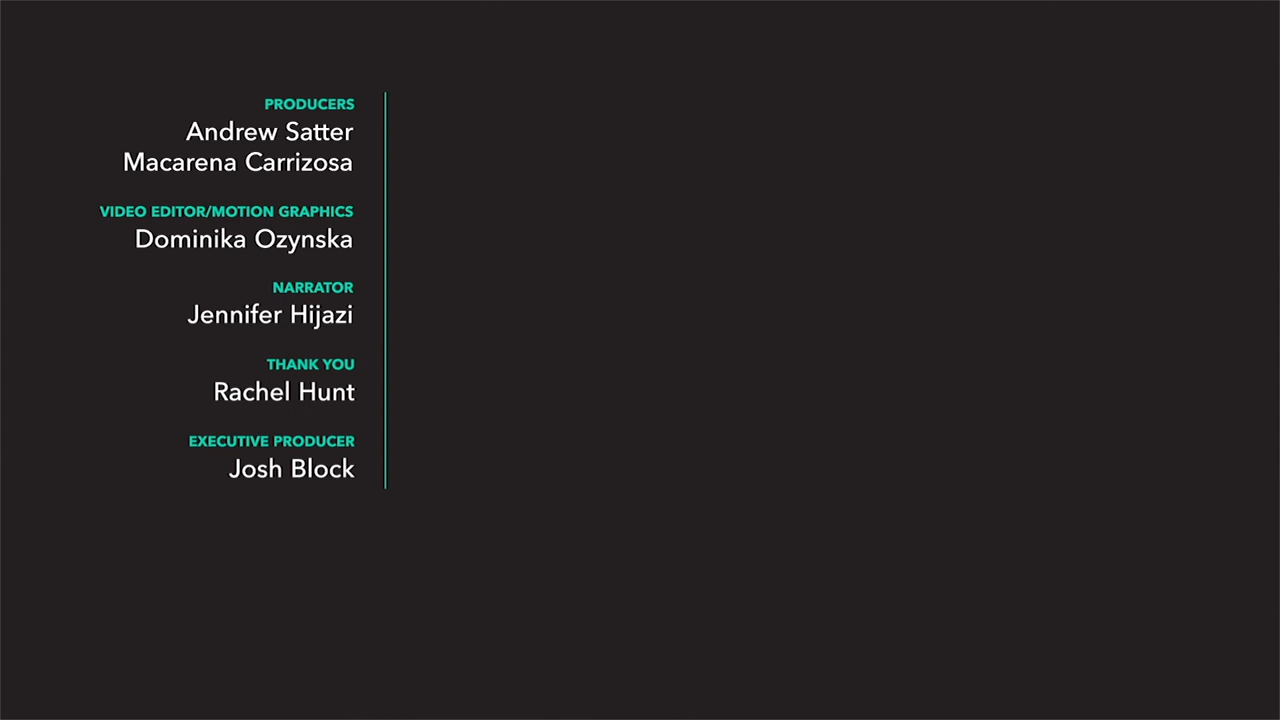 PRODUCERS
Andrew Satter
Macarena Carrizosa
VIDEO EDITOR/MOTION GRAPHICS
Dominika Ozynska
NARRATOR
Jennifer Hijazi
THANK YOU
Rachel Hunt
EXECUTIVE PRODUCER
Josh Block